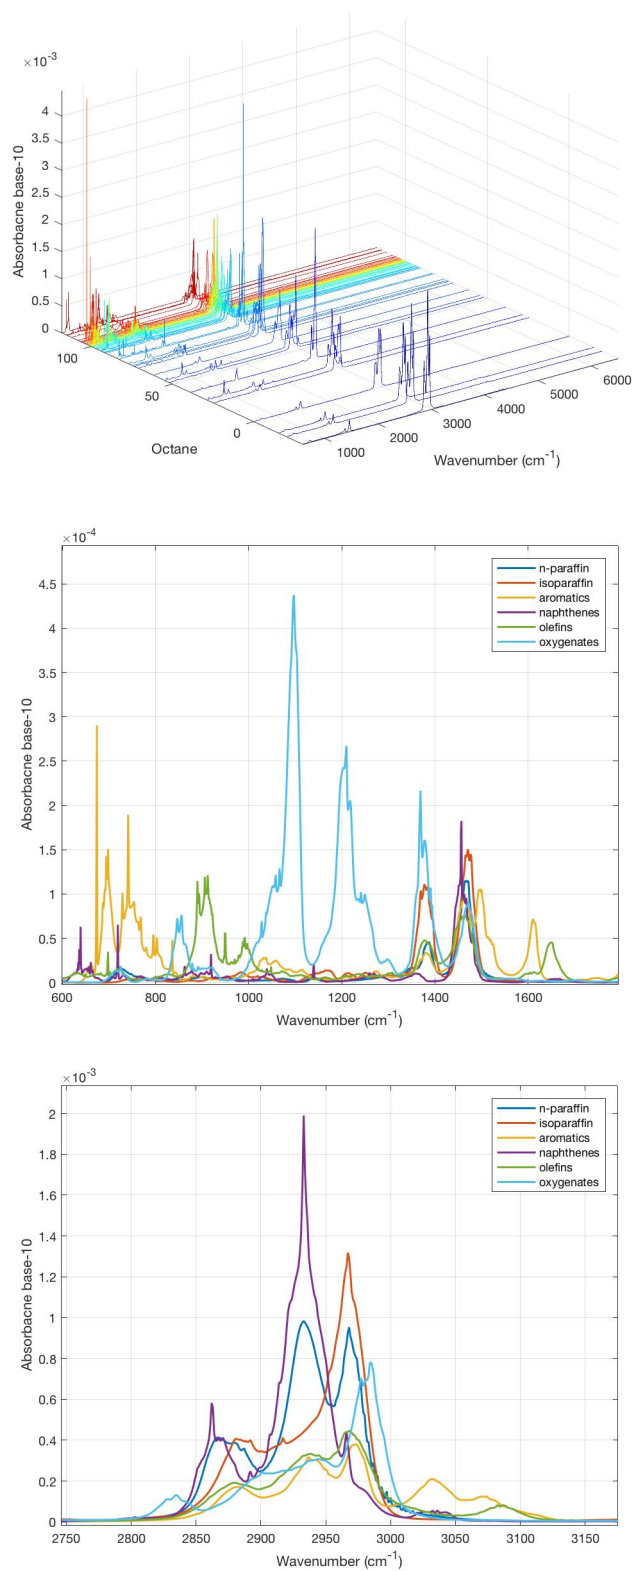 ×10⁻³
4
3.5
3
2.5
2
1.5
1
0.5
0
Absorbacne base-10
100
50
0
Octane
1000
2000
3000
4000
5000
6000
Wavenumber (cm⁻¹)
×10⁻⁴
4.5
4
3.5
3
2.5
2
1.5
1
0.5
0
Absorbacne base-10
n-paraffin
isoparaffin
aromatics
naphthenes
olefins
oxygenates
600 800 1000 1200 1400 1600
Wavenumber (cm⁻¹)
×10⁻³
2
1.8
1.6
1.4
1.2
1
0.8
0.6
0.4
0.2
0
Absorbacne base-10
n-paraffin
isoparaffin
aromatics
naphthenes
olefins
oxygenates
2750 2800 2850 2900 2950 3000 3050 3100 3150
Wavenumber (cm⁻¹)